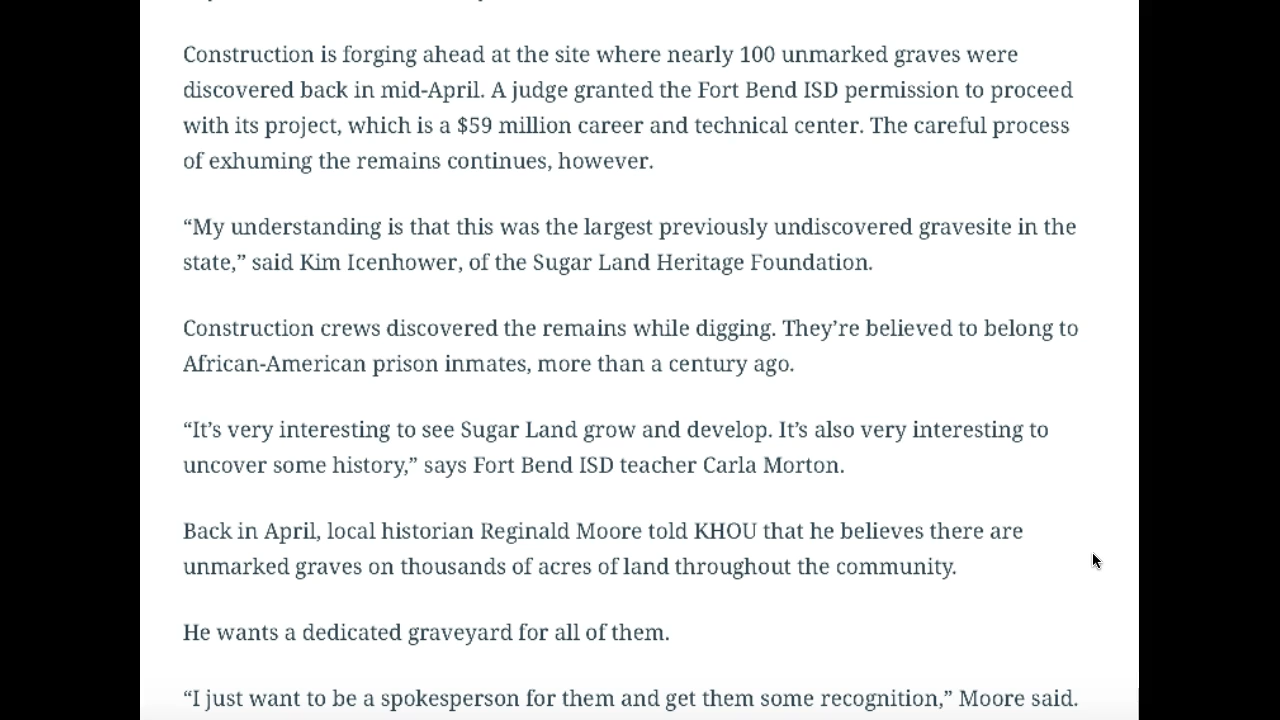 Construction is forging ahead at the site where nearly 100 unmarked graves were
discovered back in mid-April. A judge granted the Fort Bend ISD permission to proceed
with its project, which is a $59 million career and technical center. The careful process
of exhuming the remains continues, however.
“My understanding is that this was the largest previously undiscovered gravesite in the
state,” said Kim Icenhower, of the Sugar Land Heritage Foundation.
Construction crews discovered the remains while digging. They’re believed to belong to
African-American prison inmates, more than a century ago.
“It’s very interesting to see Sugar Land grow and develop. It’s also very interesting to
uncover some history,” says Fort Bend ISD teacher Carla Morton.
Back in April, local historian Reginald Moore told KHOU that he believes there are
unmarked graves on thousands of acres of land throughout the community.
He wants a dedicated graveyard for all of them.
“I just want to be a spokesperson for them and get them some recognition,” Moore said.